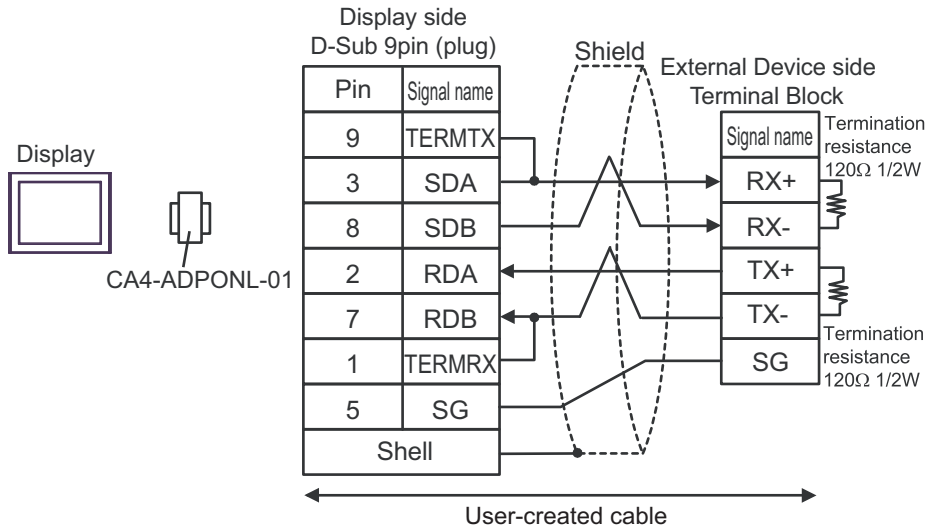 Display side
D-Sub 9pin (plug)
Shield
External Device side
Terminal Block
Pin Signal name
Signal name
Termination
resistance
120Ω 1/2W
9 TERMTX
Display
3 SDA
RX+
8 SDB
RX-
CA4-ADPONL-01
2 RDA
TX+
7 RDB
TX-
1 TERMRX
SG
Termination
resistance
120Ω 1/2W
5 SG
Shell
User-created cable